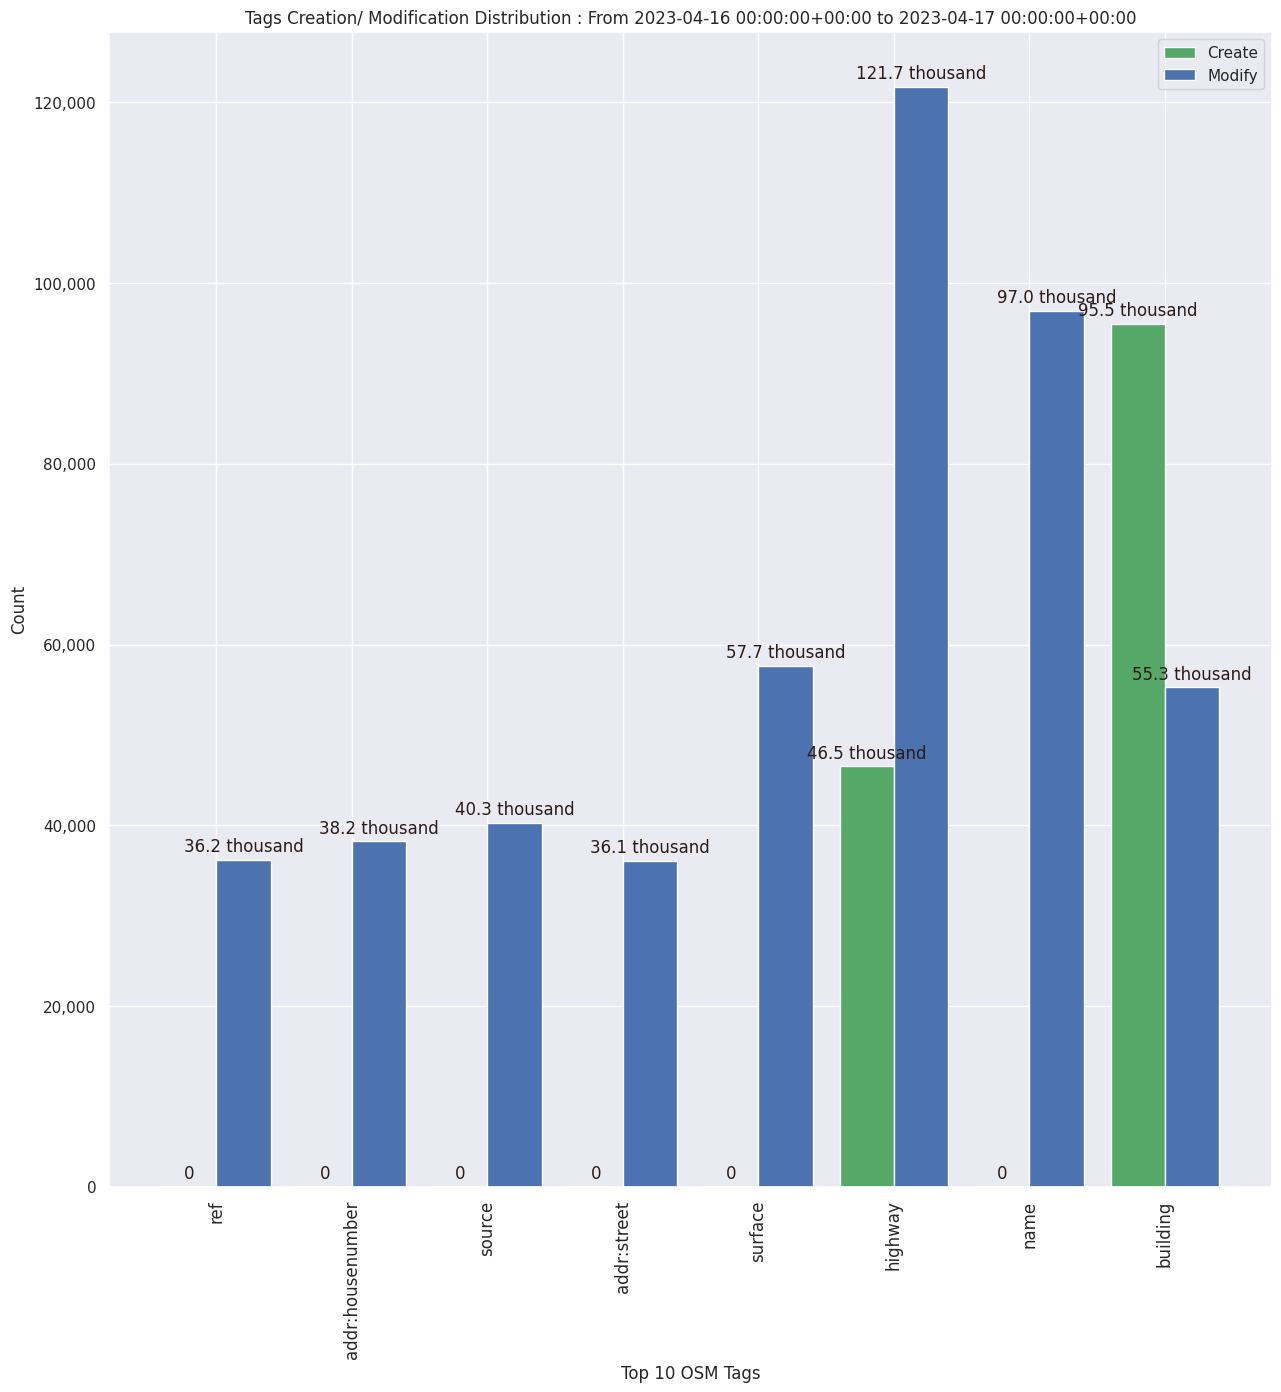 Tags Creation/ Modification Distribution : From 2023-04-16 00:00:00+00:00 to 2023-04-17 00:00:00+00:00
Create
Modify
121.7 thousand
120,000
97.0 thousand
95.5 thousand
100,000
80,000
57.7 thousand
60,000
55.3 thousand
46.5 thousand
40.3 thousand
38.2 thousand
36.2 thousand
36.1 thousand
40,000
20,000
0
0
0
0
0
0
0
Count
ref
addr:housenumber
source
addr:street
surface
highway
name
building
Top 10 OSM Tags